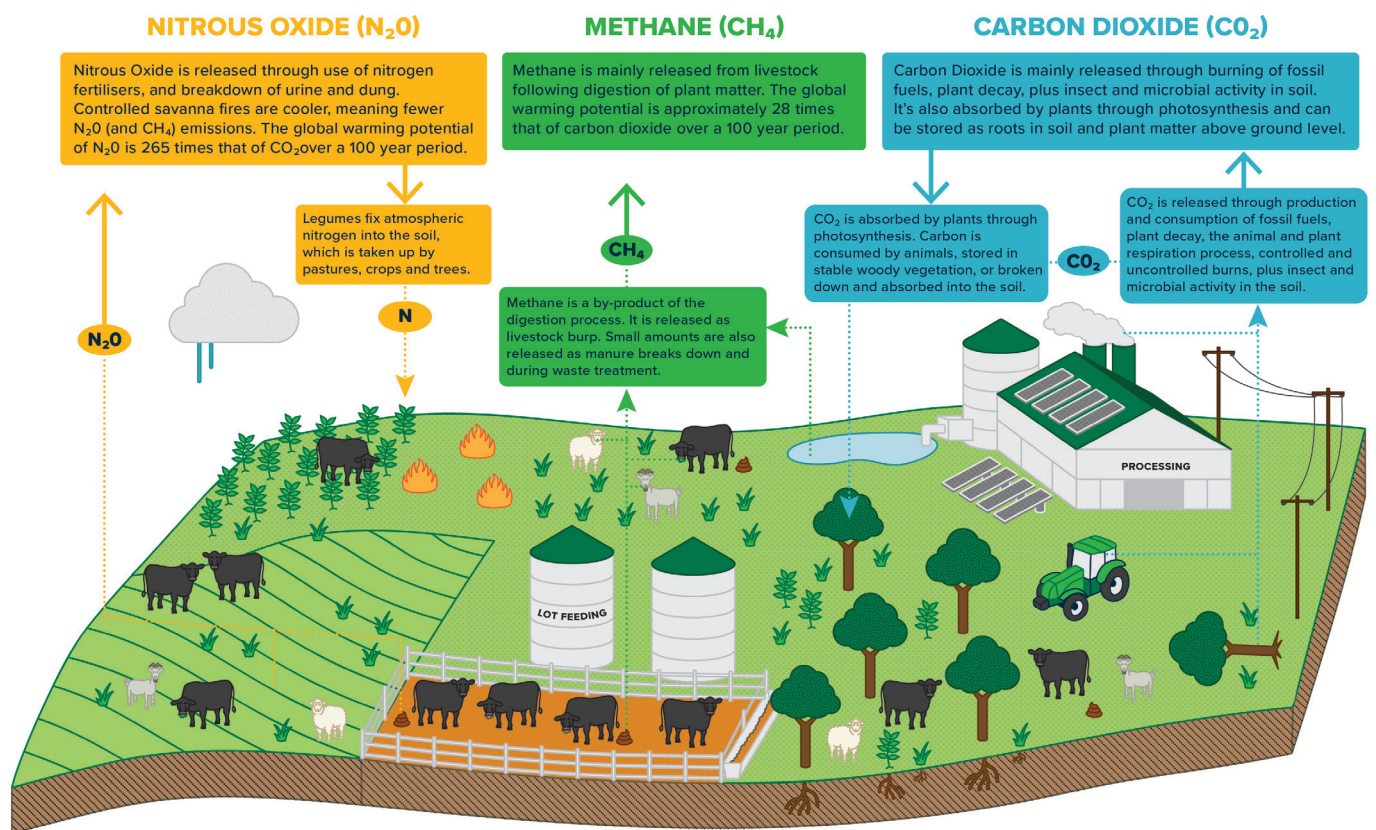 NITROUS OXIDE (N₂0)
Nitrous Oxide is released through use of nitrogen
fertilisers, and breakdown of urine and dung.
Controlled savanna fires are cooler, meaning fewer
N₂0 (and CH₄) emissions. The global warming potential
of N₂0 is 265 times that of CO₂over a 100 year period.
METHANE (CH₄)
Methane is mainly released from livestock
following digestion of plant matter. The global
warming potential is approximately 28 times
that of carbon dioxide over a 100 year period.
CARBON DIOXIDE (C0₂)
Carbon Dioxide is mainly released through burning of fossil
fuels, plant decay, plus insect and microbial activity in soil.
It's also absorbed by plants through photosynthesis and can
be stored as roots in soil and plant matter above ground level.
Legumes fix atmospheric
nitrogen into the soil,
which is taken up by
pastures, crops and trees.
N
N₂0
CH₄
Methane is a by-product of the
digestion process. It is released as
livestock burp. Small amounts are also
released as manure breaks down and
during waste treatment.
CO₂ is absorbed by plants through
photosynthesis. Carbon is
consumed by animals, stored in
stable woody vegetation, or broken
down and absorbed into the soil.
C0₂
CO₂ is released through production
and consumption of fossil fuels,
plant decay, the animal and plant
respiration process, controlled and
uncontrolled burns, plus insect and
microbial activity in the soil.
PROCESSING
LOT FEEDING